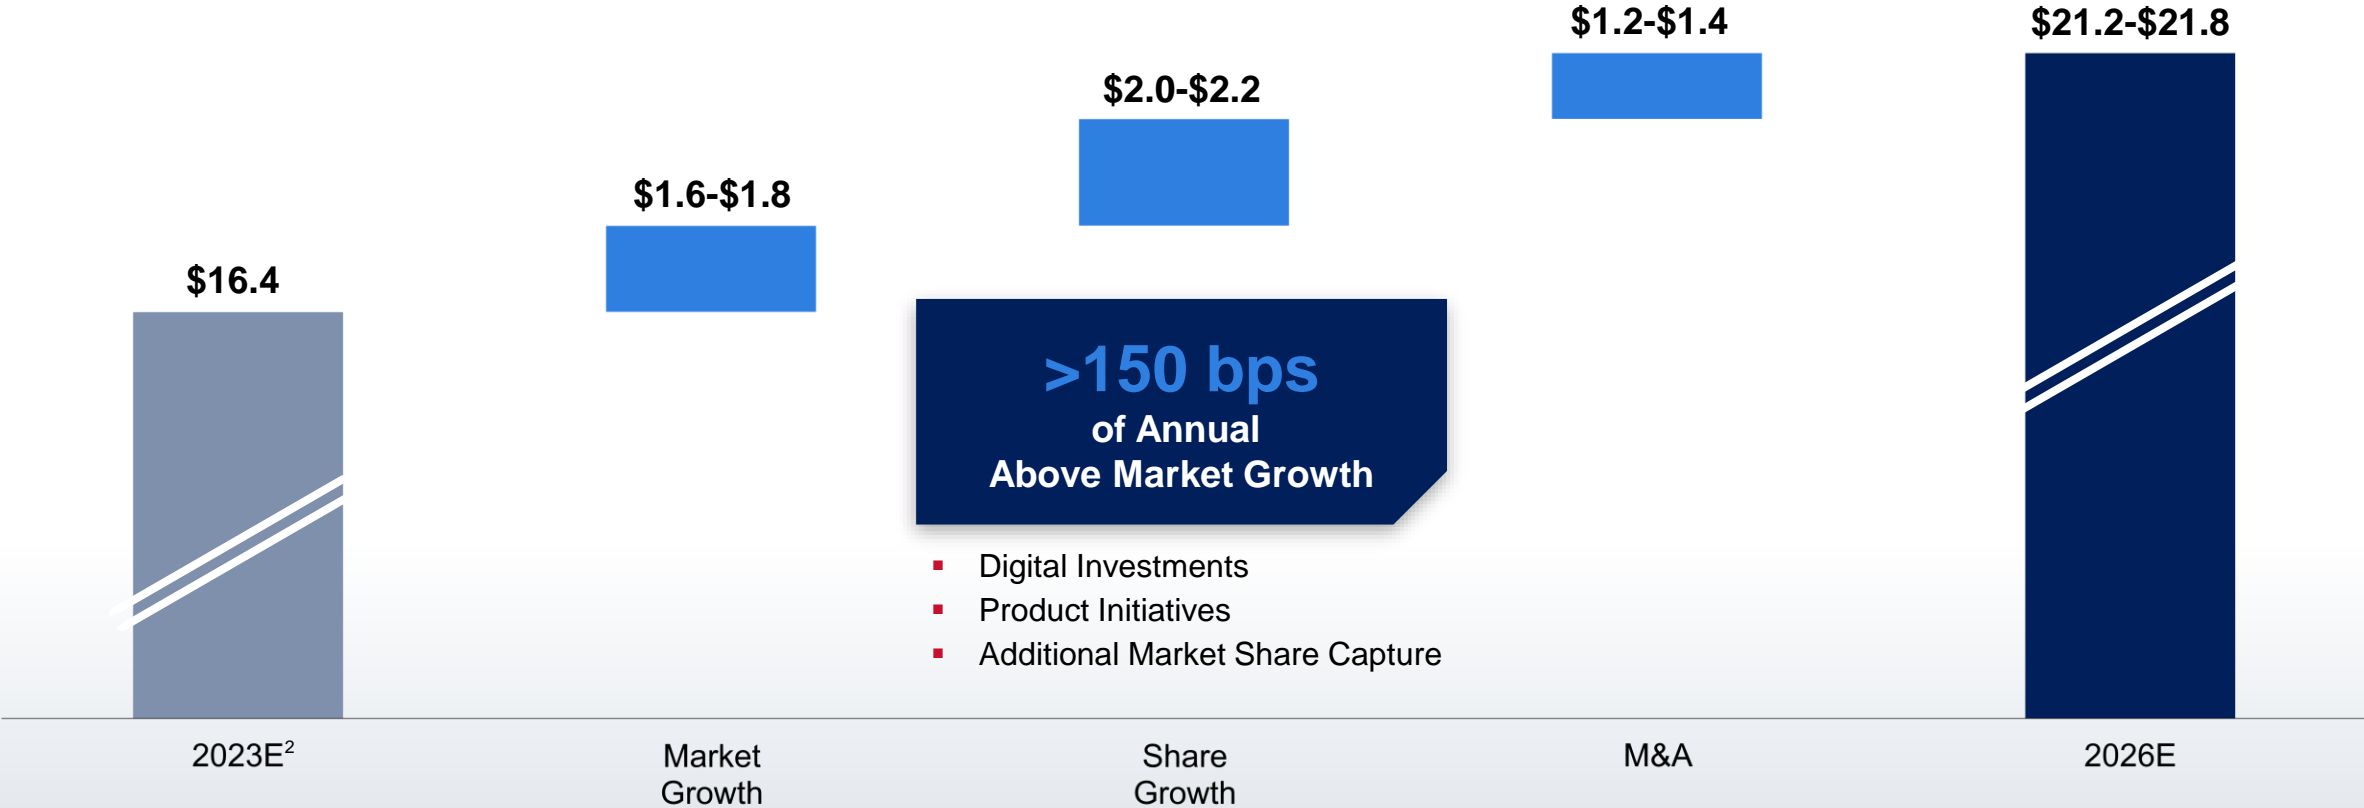 $1.2-$1.4
$21.2-$21.8
$2.0-$2.2
$1.6-$1.8
$16.4
>150 bps
of Annual
Above Market Growth
▪ Digital Investments
▪ Product Initiatives
▪ Additional Market Share Capture
2023E²
Market
Growth
Share
Growth
M&A
2026E